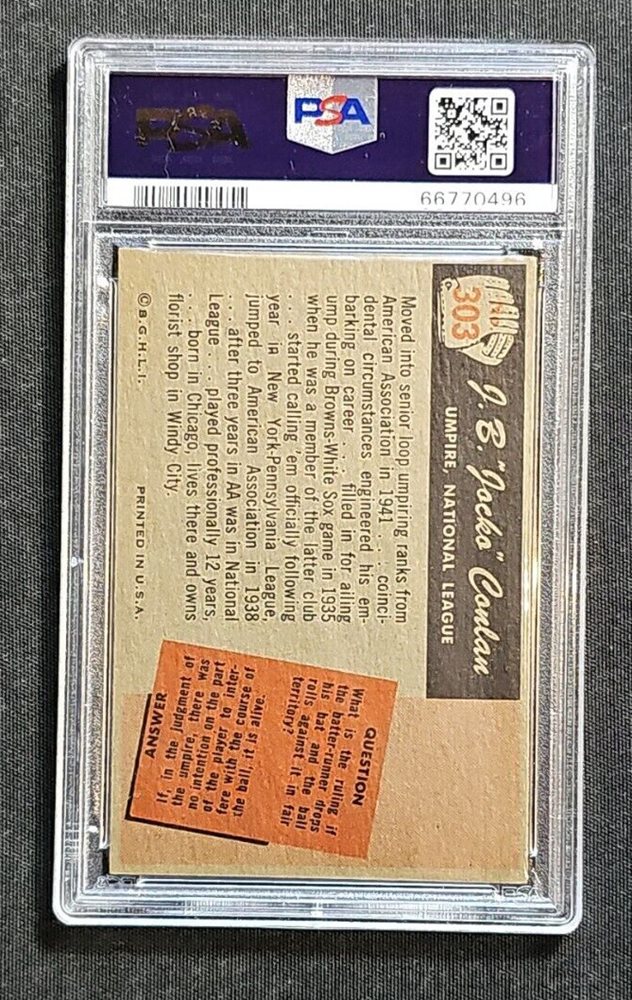 PSA
PSA
66770496
NO.
303
J. B. "Jocko" Conlan
UMPIRE, NATIONAL LEAGUE
Moved into senior loop umpiring ranks from
American Association in 1941 . . . coinci-
dental circumstances engineered his em-
barking on career . . . filled in for ailing
ump during Browns-White Sox game in 1935
when he was a member of the latter club
. . . started calling 'em officially following
year in New York-Pennsylvania League,
jumped to American Association in 1938
. . . after three years in AA was in National
League . . . played professionally 12 years,
. . . born in Chicago, lives there and owns
florist shop in Windy City.
©B.G.H.L.I.
PRINTED IN U.S.A.
QUESTION
What is the ruling if
the batter-runner drops
his bat and the ball
rolls against it in fair
territory?
ANSWER
If, in the judgment of
the umpire, there was
no intention on the part
of the player to inter-
fere with the course of
the ball, it is alive.